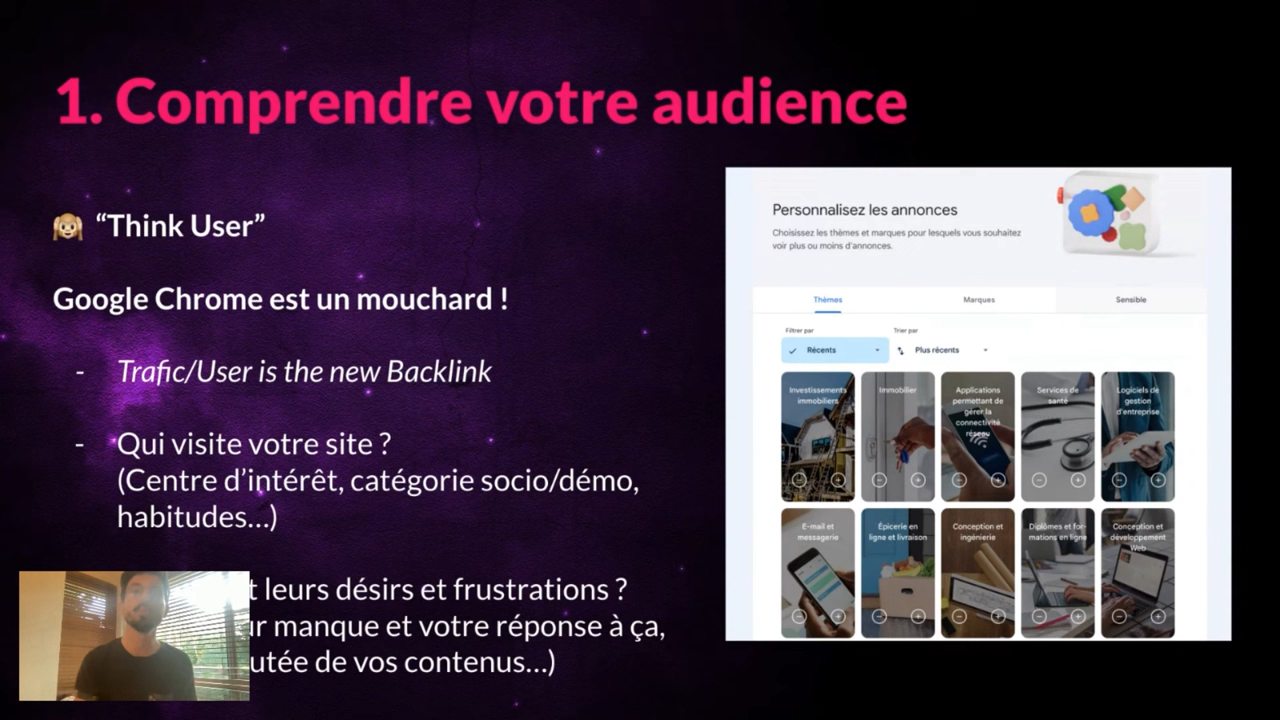 1. Comprendre votre audience
“Think User”
Google Chrome est un mouchard !
- Trafic/User is the new Backlink
- Qui visite votre site ?
(Centre d’intérêt, catégorie socio/démo,
habitudes...)
leurs désirs et frustrations ?
manque et votre réponse à ça,
de vos contenus...)
Personnalisez les annonces
Choisissez les thèmes et marques pour lesquels vous souhaitez
voir plus ou moins d'annonces.
Thèmes
Marques
Sensible
Filtrer par
Trier par
Récents
Plus récents
Investissements
immobiliers
Immobilier
Applications
permettant de
gérer la
connectivité
réseau
Services de
santé
Logiciels de
gestion
d'entreprise
E-mail et
messagerie
Épicerie en
ligne et livraison
Conception et
ingénierie
Diplômes et for-
mations en ligne
Conception et
développement
Web